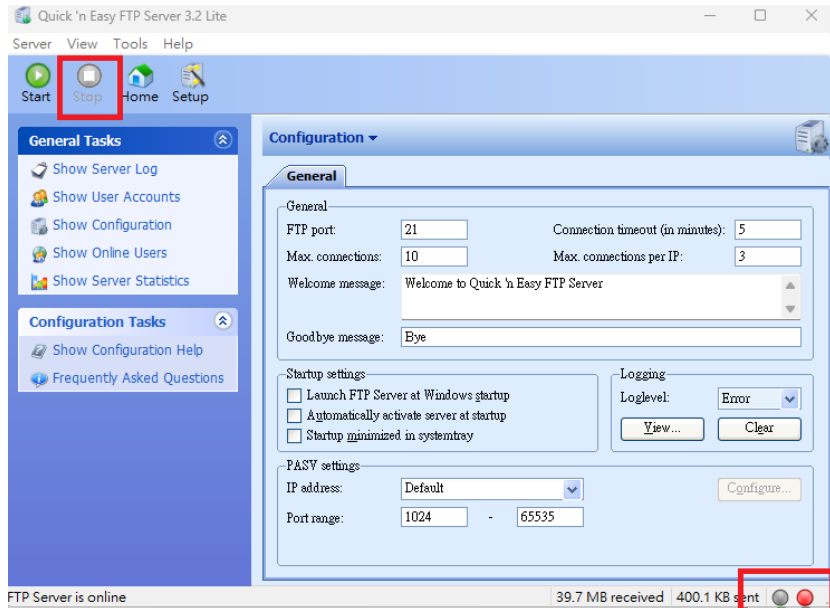 Quick 'n Easy FTP Server 3.2 Lite
Server View Tools Help
Start Stop Home Setup
General Tasks
Show Server Log
Show User Accounts
Show Configuration
Show Online Users
Show Server Statistics
Configuration Tasks
Show Configuration Help
Frequently Asked Questions
Configuration
General
General
FTP port: 21 Connection timeout (in minutes): 5
Max. connections: 10 Max. connections per IP: 3
Welcome message: Welcome to Quick 'n Easy FTP Server
Goodbye message: Bye
Startup settings
Launch FTP Server at Windows startup
Automatically activate server at startup
Startup minimized in systemtray
Logging
Loglevel: Error
View... Clear
PASV settings
IP address: Default Configure...
Port range: 1024 - 65535
FTP Server is online 39.7 MB received 400.1 KB sent